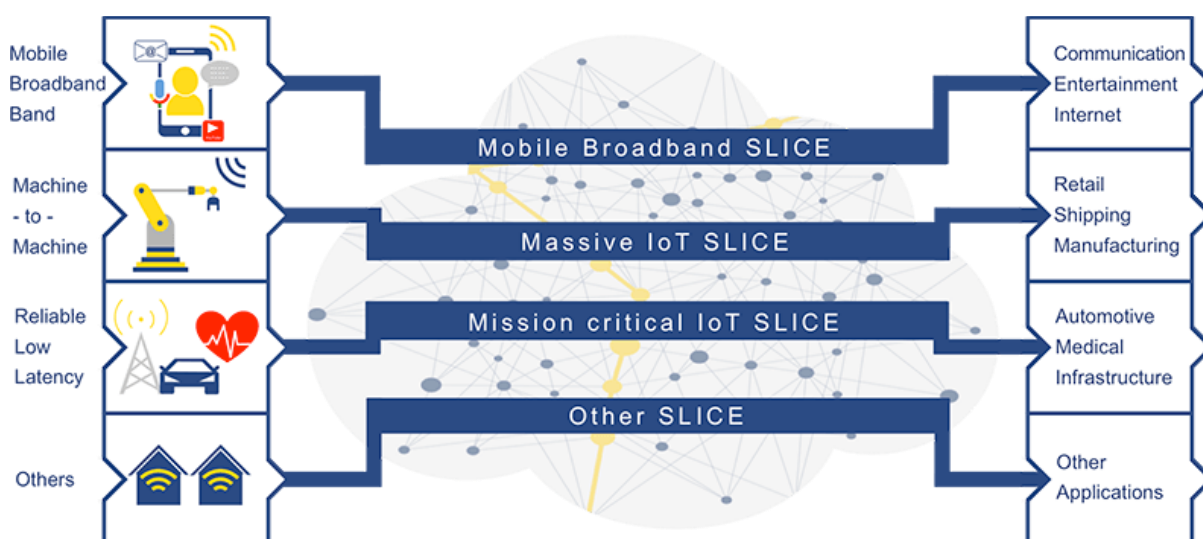 Mobile
Broadband
Band
@
Mobile Broadband SLICE
Communication
Entertainment
Internet
Machine
- to -
Machine
Massive IoT SLICE
Retail
Shipping
Manufacturing
Reliable
Low
Latency
Mission critical IoT SLICE
Automotive
Medical
Infrastructure
Others
Other SLICE
Other
Applications